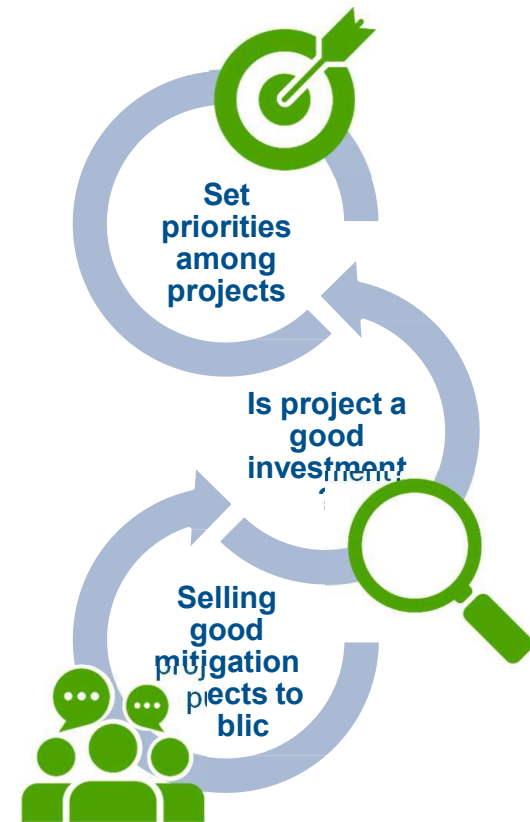 Set
priorities
among
projects
Is project a
good
investment
Selling
good
mitigation
ects to
blic